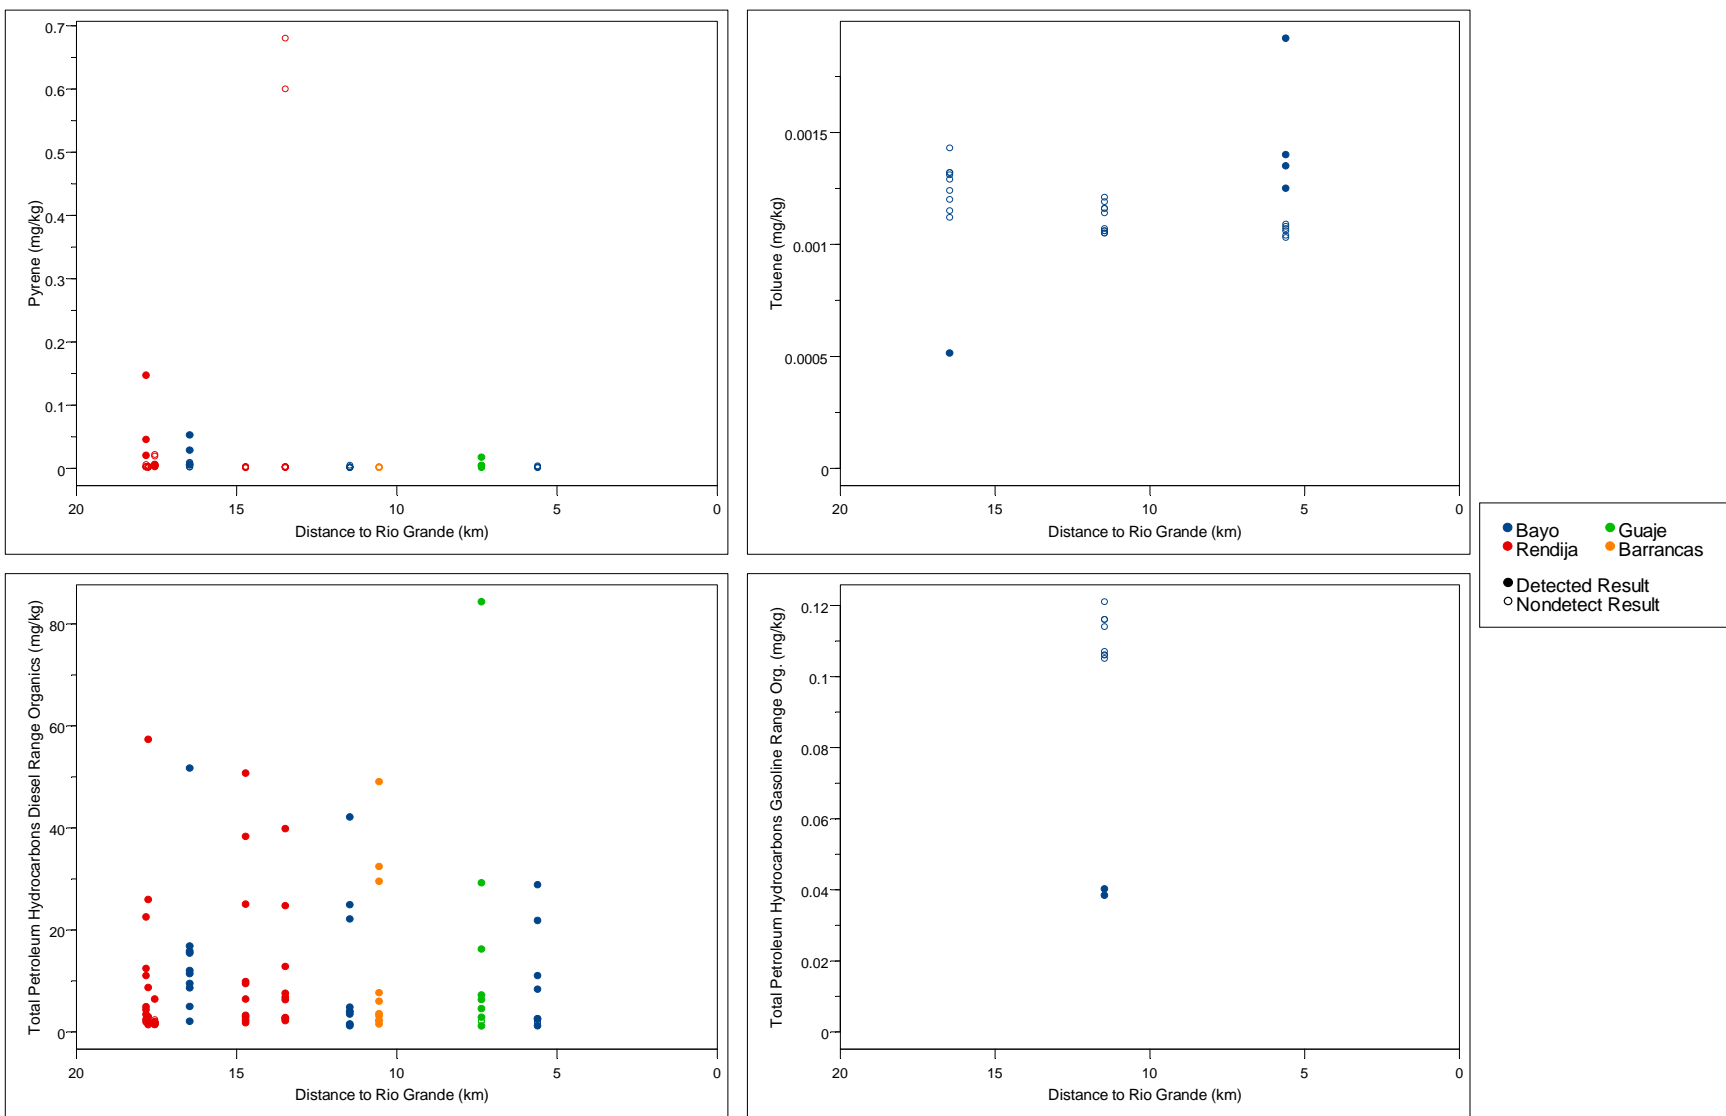 0.7
0.6
0.5
0.4
0.3
0.2
0.1
0
Pyrene (mg/kg)
20 15 10 5 0
Distance to Rio Grande (km)
0.0015
0.001
0.0005
0
Toluene (mg/kg)
20 15 10 5 0
Distance to Rio Grande (km)
Bayo Guaje
Rendija Barrancas
Detected Result
Nondetect Result
80
60
40
20
0
Total Petroleum Hydrocarbons Diesel Range Organics (mg/kg)
20 15 10 5 0
Distance to Rio Grande (km)
0.12
0.1
0.08
0.06
0.04
0.02
0
Total Petroleum Hydrocarbons Gasoline Range Org. (mg/kg)
20 15 10 5 0
Distance to Rio Grande (km)